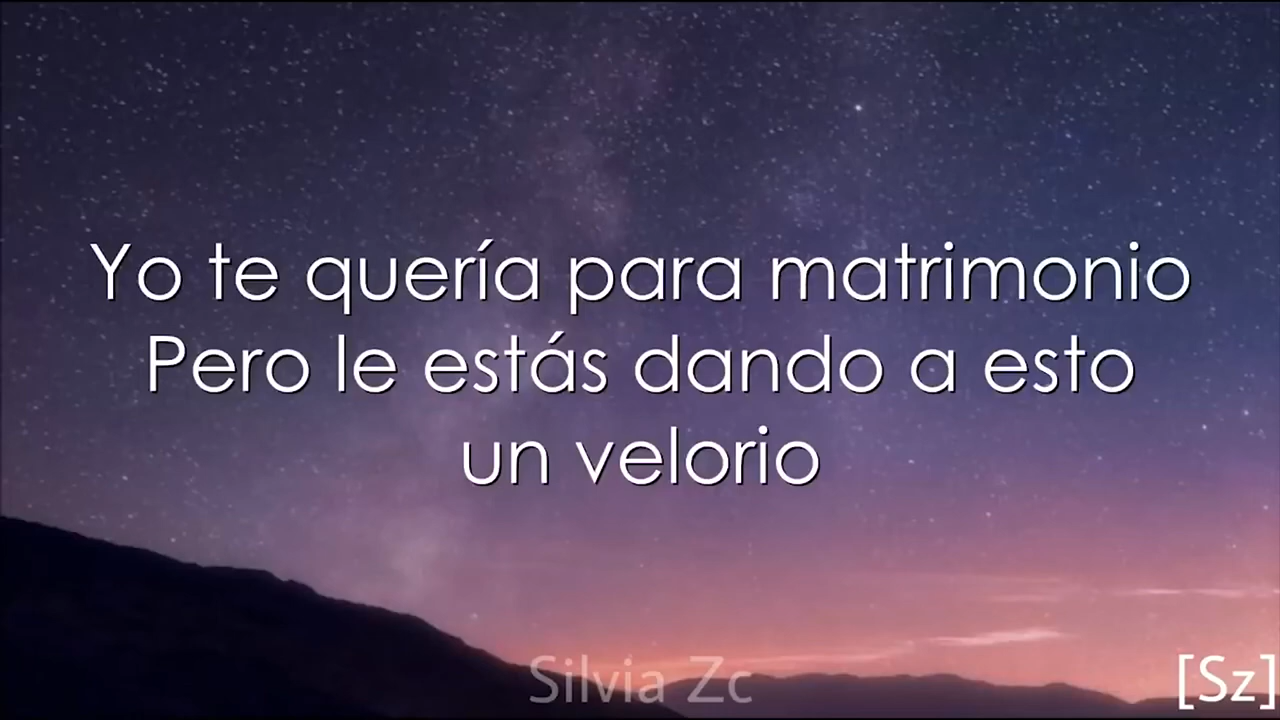 Yo te quería para matrimonio
Pero le estás dando a esto
un velorio
Silvia Zc
[Sz]